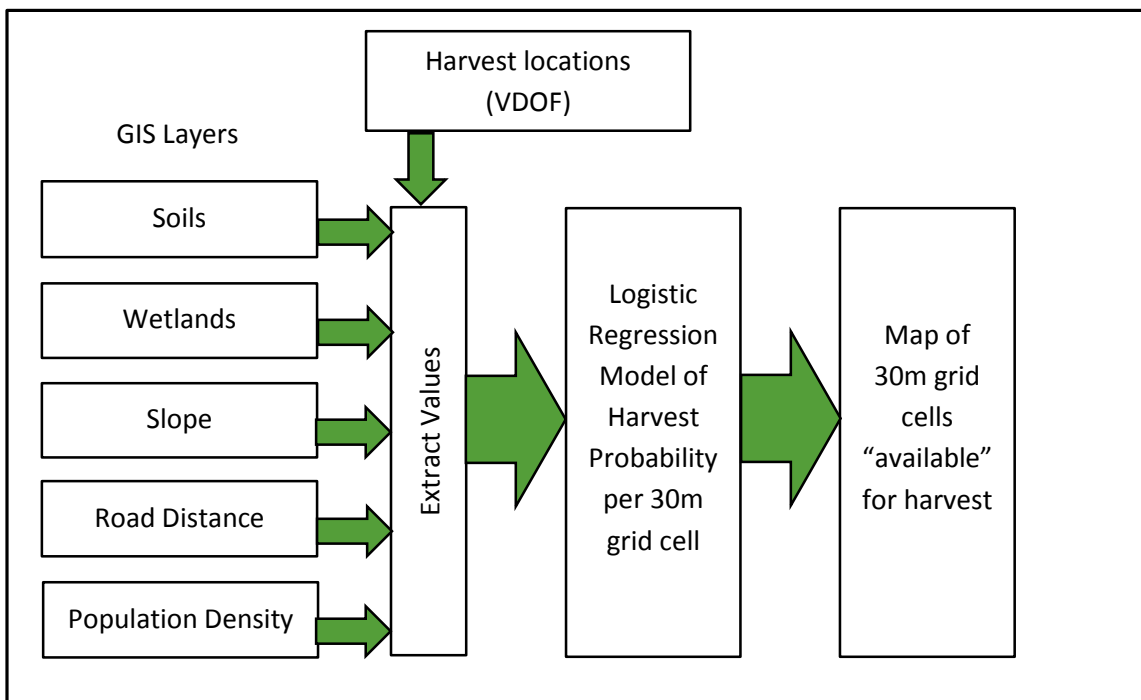 Harvest locations
(VDOF)
GIS Layers
Soils
Wetlands
Slope
Road Distance
Population Density
Extract Values
Logistic
Regression
Model of
Harvest
Probability
per 30m
grid cell
Map of
30m grid
cells
“available”
for harvest